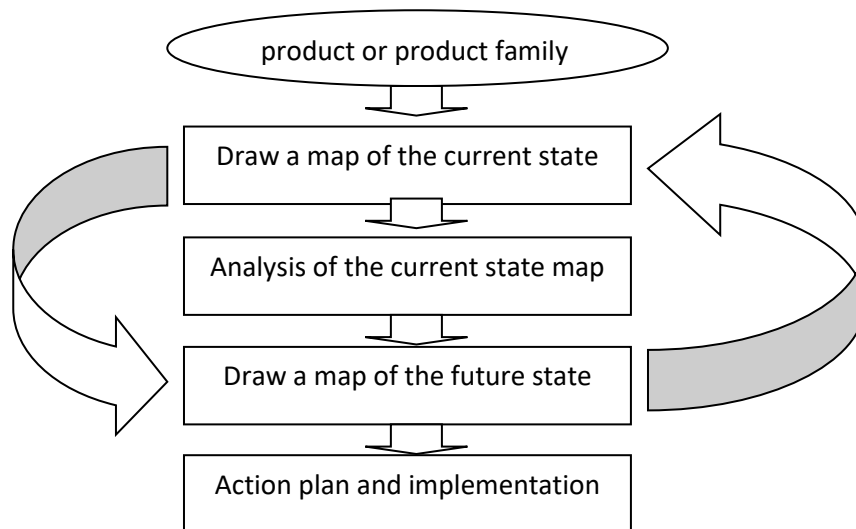 product or product family
Draw a map of the current state
Analysis of the current state map
Draw a map of the future state
Action plan and implementation